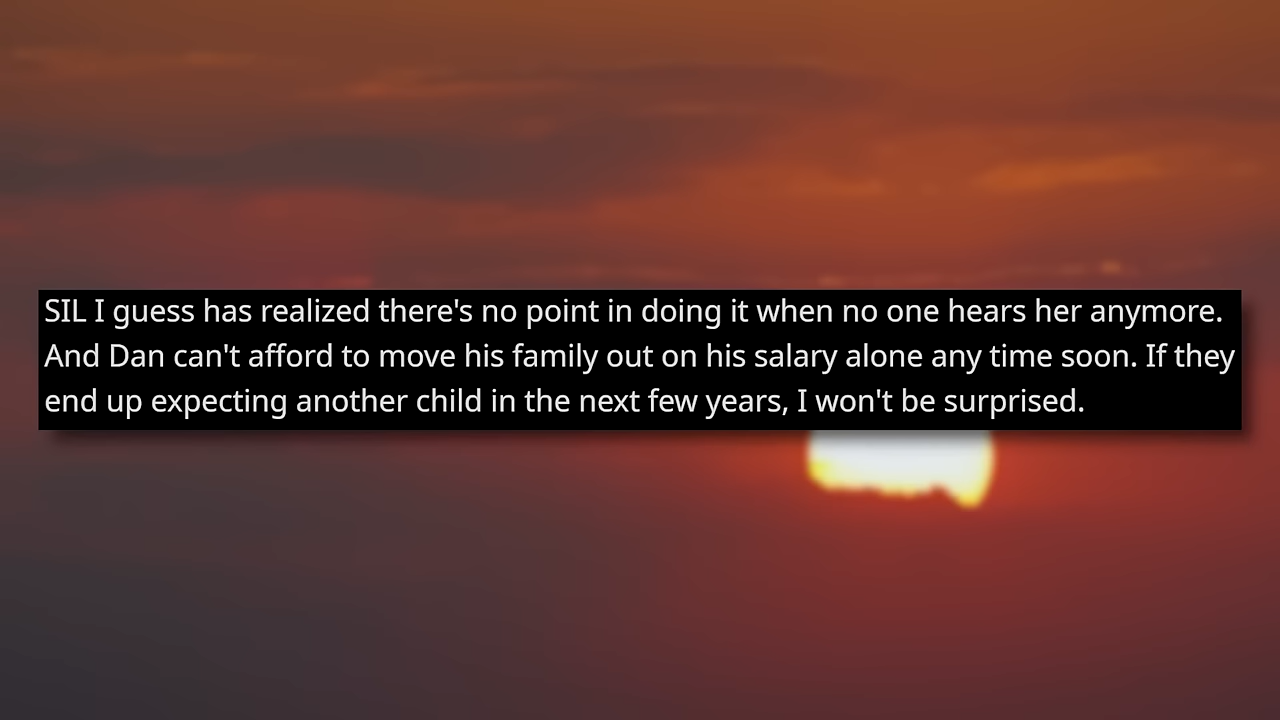 SIL I guess has realized there's no point in doing it when no one hears her anymore.
And Dan can't afford to move his family out on his salary alone any time soon. If they
end up expecting another child in the next few years, I won't be surprised.